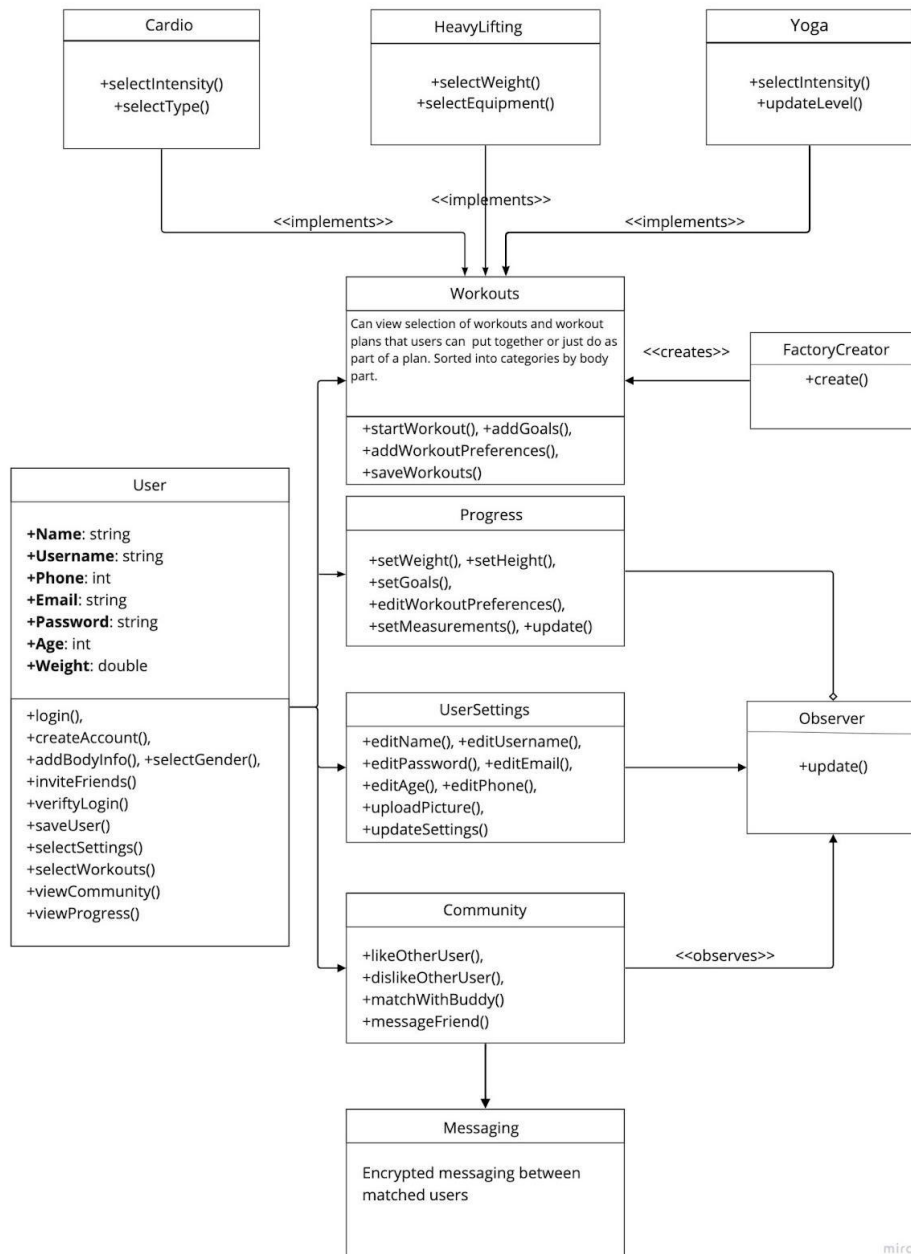 Cardio
+selectIntensity()
+selectType()
HeavyLifting
+selectWeight()
+selectEquipment()
Yoga
+selectIntensity()
+updateLevel()
<<implements>>
<<implements>>
<<implements>>
Workouts
Can view selection of workouts and workout
plans that users can put together or just do as
part of a plan. Sorted into categories by body
part.
+startWorkout(), +addGoals(),
+addWorkoutPreferences(),
+saveWorkouts()
<<creates>>
FactoryCreator
+create()
User
+Name: string
+Username: string
+Phone: int
+Email: string
+Password: string
+Age: int
+Weight: double
+login(),
+createAccount(),
+addBodyInfo(), +selectGender(),
+inviteFriends()
+veriftyLogin()
+saveUser()
+selectSettings()
+selectWorkouts()
+viewCommunity()
+viewProgress()
Progress
+setWeight(), +setHeight(),
+setGoals(),
+editWorkoutPreferences(),
+setMeasurements(), +update()
UserSettings
+editName(), +editUsername(),
+editPassword(), +editEmail(),
+editAge(), +editPhone(),
+uploadPicture(),
+updateSettings()
Observer
+update()
Community
+likeOtherUser(),
+dislikeOtherUser(),
+matchWithBuddy()
+messageFriend()
<<observes>>
Messaging
Encrypted messaging between
matched users
miro